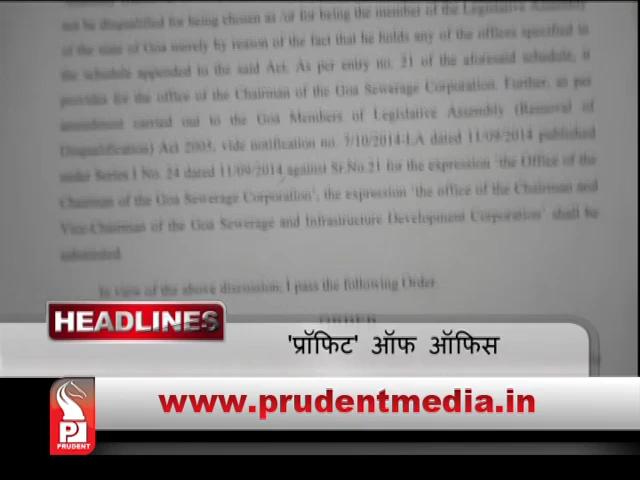 not be disqualified for being chosen as /or for being the member of the Legislative Assembly
of the state of Goa merely by reason of the fact that he holds any of the offices specified in
the schedule appended to the said Act. As per entry no. 21 of the aforesaid schedule, it
provides for the office of the Chairman of the Goa Sewerage Corporation. Further, as per
amendment carried out to the Goa Members of Legislative Assembly (Removal of
Disqualification) Act 2005, vide notification no. 7/10/2014-LA dated 11/09/2014 published
under Series I No. 24 dated 11/09/2014 against Sr.No.21 for the expression 'the Office of the
Chairman of the Goa Sewerage Corporation', the expression 'the office of the Chairman and
Vice-Chairman of the Goa Sewerage and Infrastructure Development Corporation' shall be
substituted.
In view of the above discussion, I pass the following Order.
ORDER
HEADLINES
'प्रॉफिट' ऑफ ऑफिस
www.prudentmedia.in
P
PRUDENT